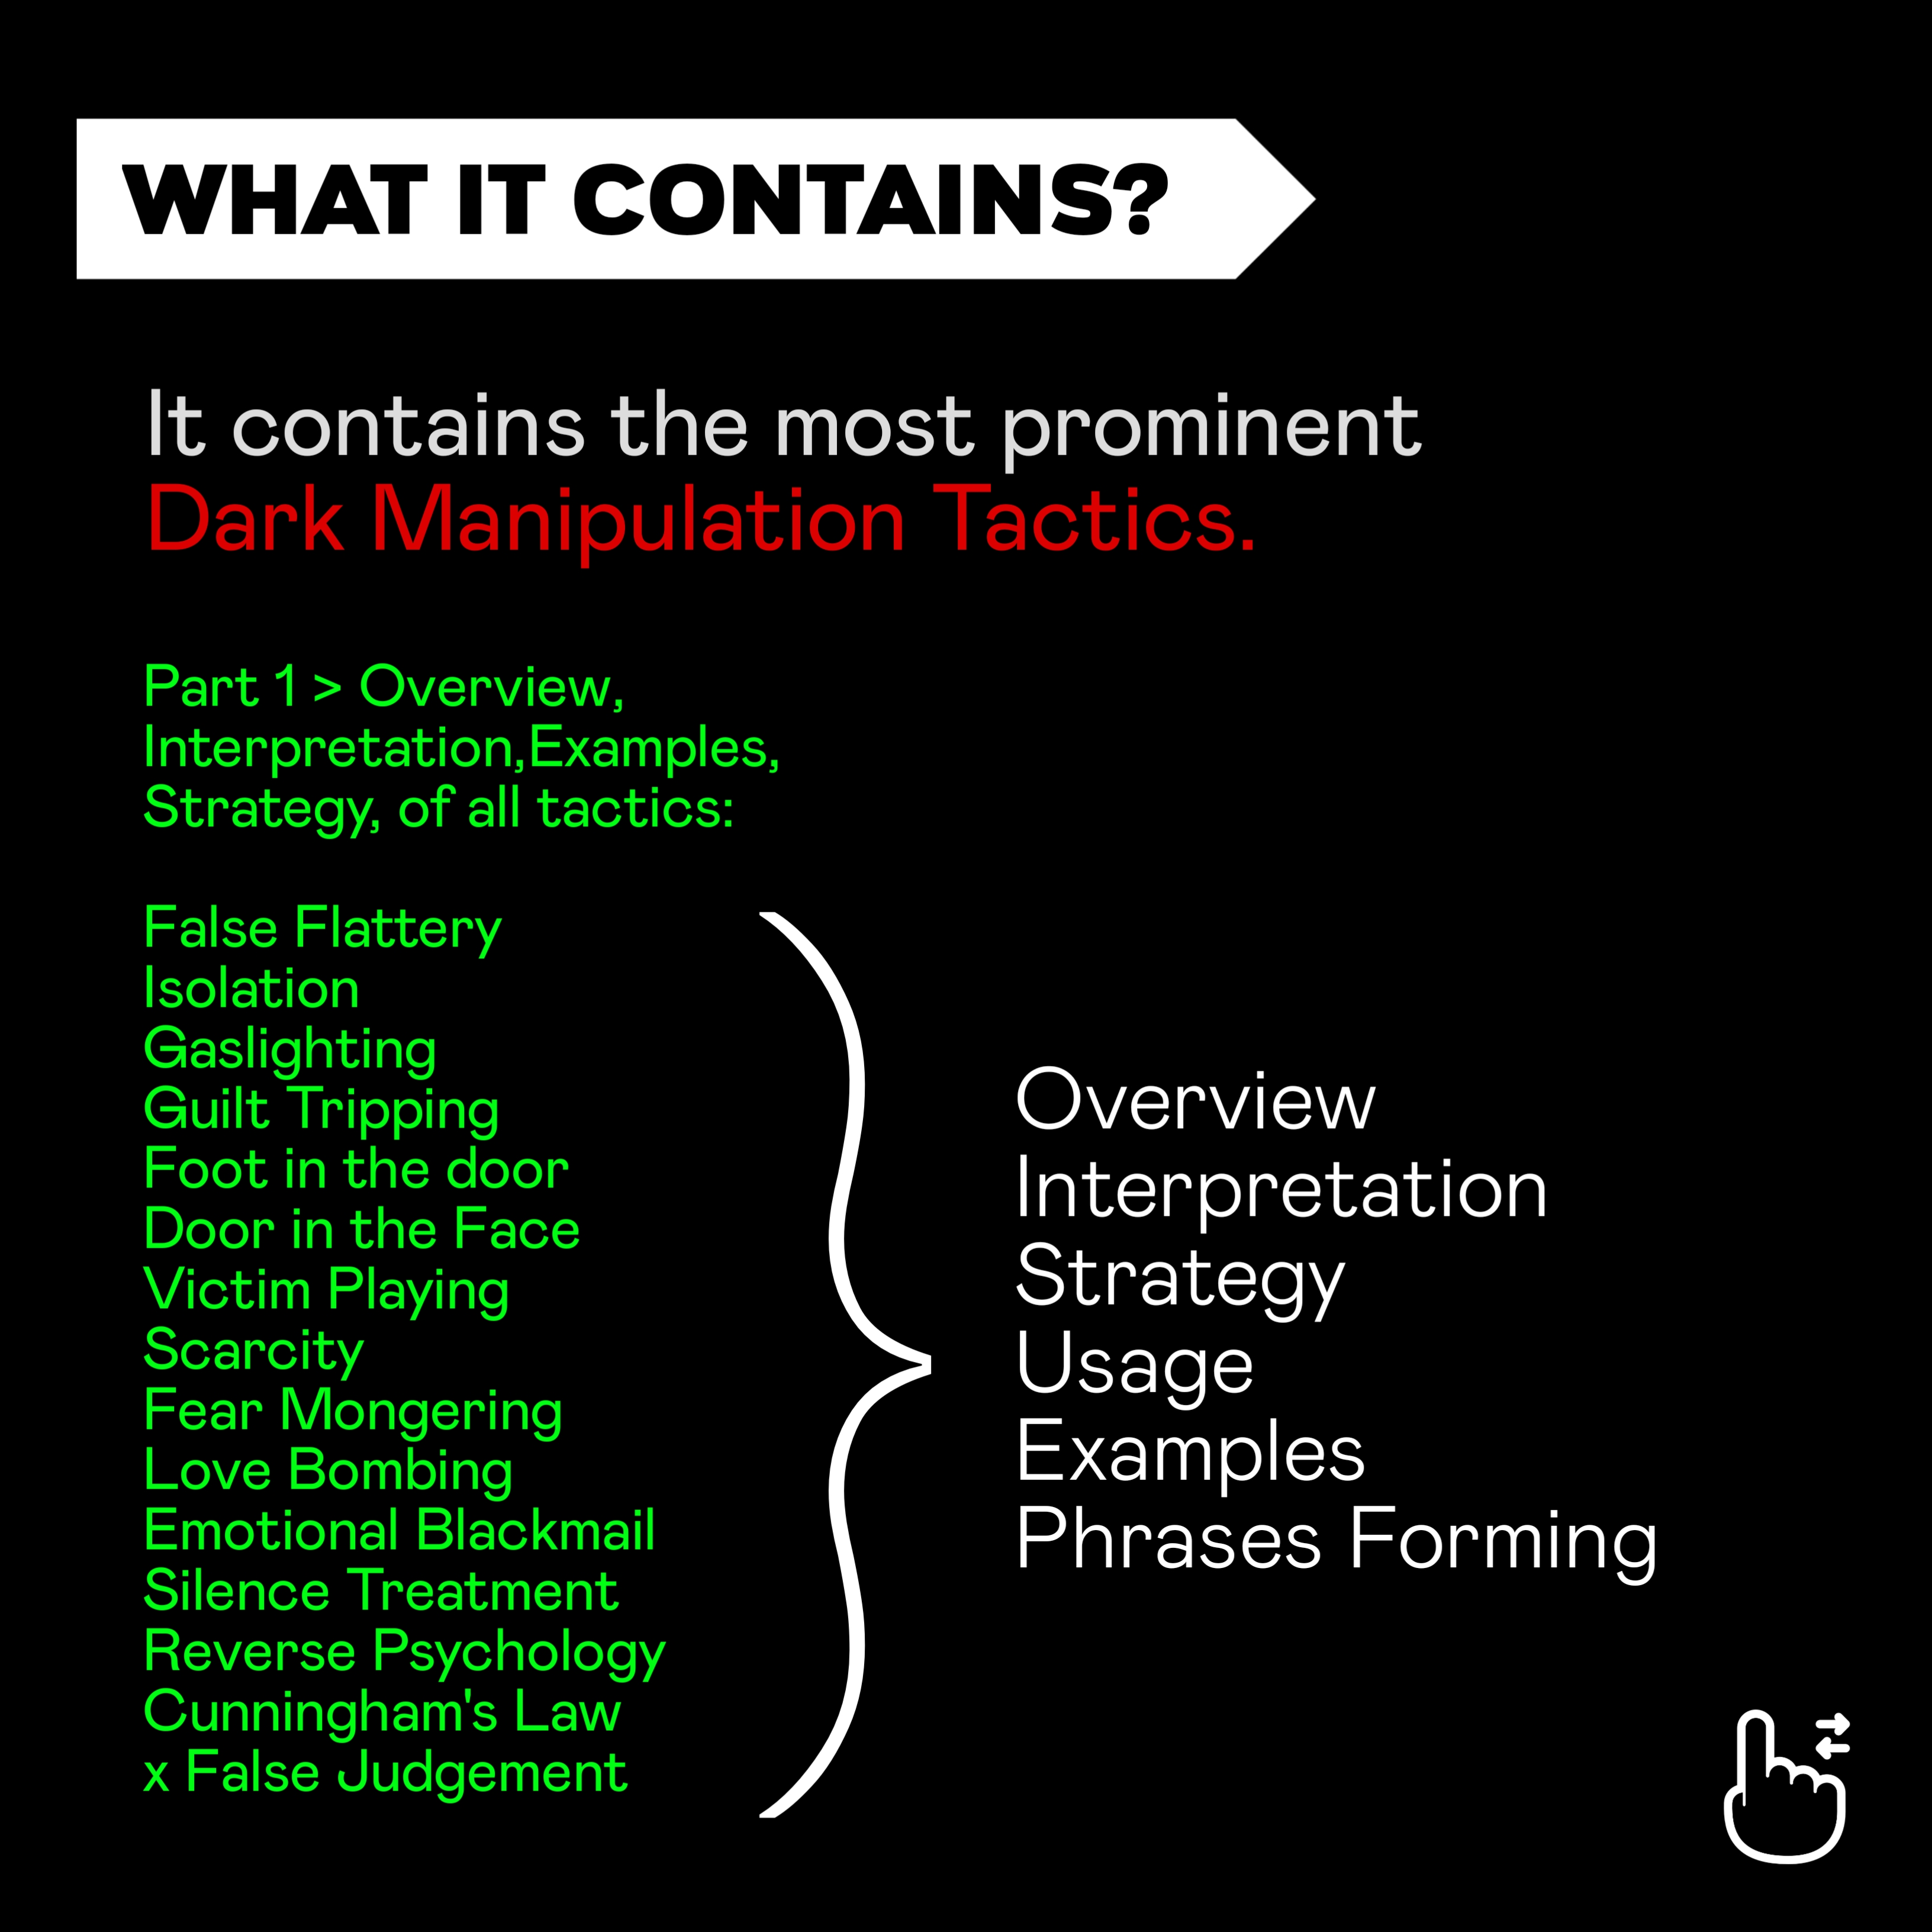 WHAT IT CONTAINS?
It contains the most prominent
Dark Manipulation Tactics.
Part 1 > Overview,
Interpretation,Examples,
Strategy, of all tactics:
False Flattery
Isolation
Gaslighting
Guilt Tripping
Foot in the door
Door in the Face
Victim Playing
Scarcity
Fear Mongering
Love Bombing
Emotional Blackmail
Silence Treatment
Reverse Psychology
Cunningham's Law
x False Judgement
Overview
Interpretation
Strategy
Usage
Examples
Phrases Forming